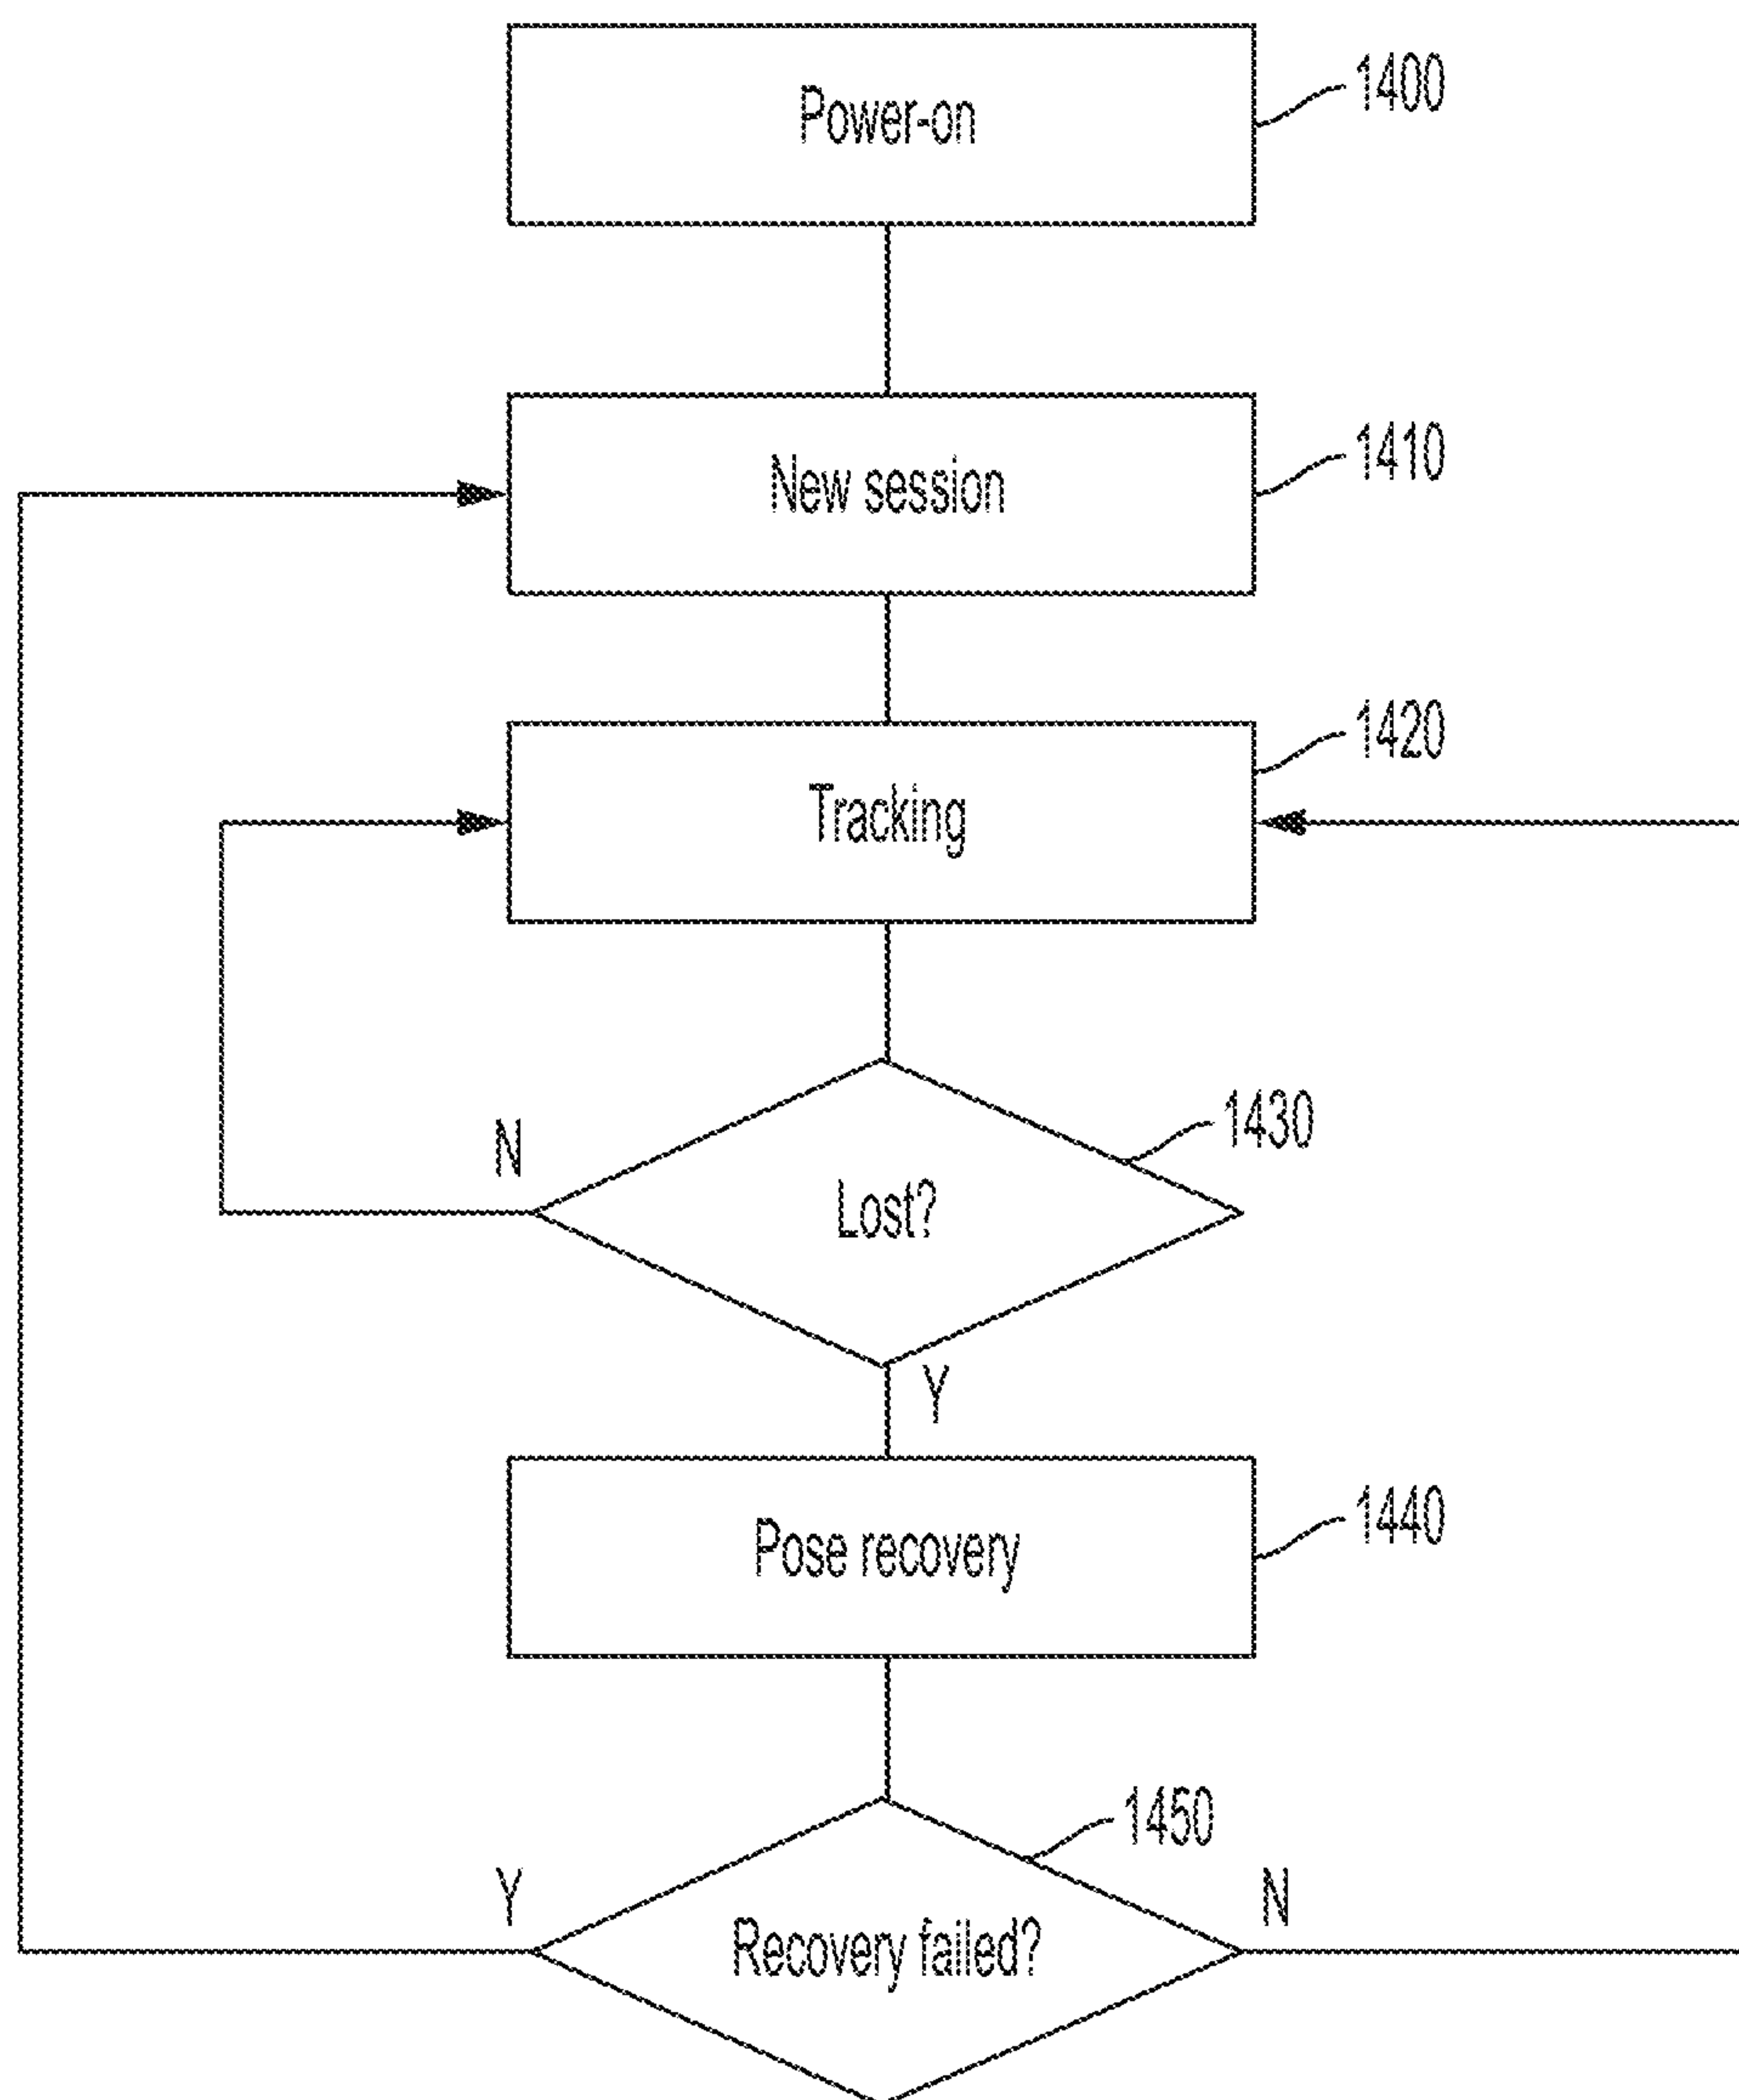 Power-on
1400
New session
1410
1420
Tracking
1430
N
Lost?
Y
Pose recovery
1440
1450
Y
N
Recovery failed?